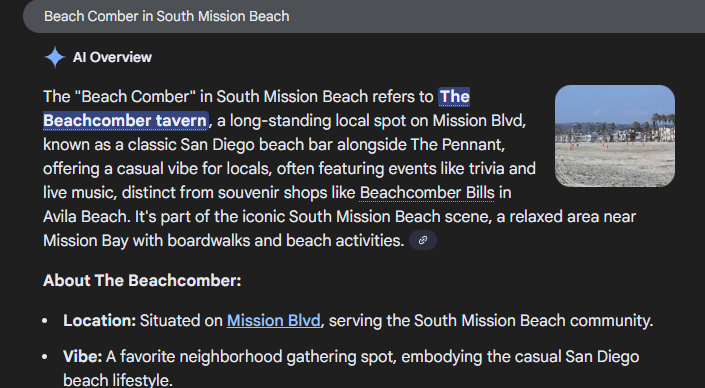 Beach Comber in South Mission Beach
AI Overview
The "Beach Comber" in South Mission Beach refers to The
Beachcomber tavern, a long-standing local spot on Mission Blvd,
known as a classic San Diego beach bar alongside The Pennant,
offering a casual vibe for locals, often featuring events like trivia and
live music, distinct from souvenir shops like Beachcomber Bills in
Avila Beach. It's part of the iconic South Mission Beach scene, a relaxed area near
Mission Bay with boardwalks and beach activities.
About The Beachcomber:
• Location: Situated on Mission Blvd, serving the South Mission Beach community.
• Vibe: A favorite neighborhood gathering spot, embodying the casual San Diego
beach lifestyle.